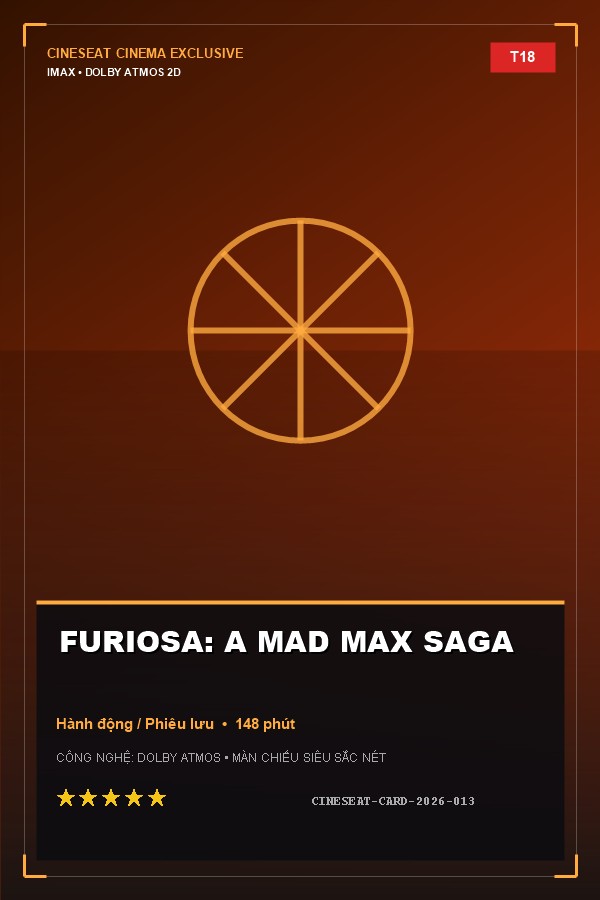 CINESEAT CINEMA EXCLUSIVE
IMAX • DOLBY ATMOS 2D
T18
FURIOSA: A MAD MAX SAGA
Hành động / Phiêu lưu • 148 phút
CÔNG NGHỆ: DOLBY ATMOS • MÀN CHIẾU SIÊU SẮC NÉT
CINESEAT-CARD-2026-013